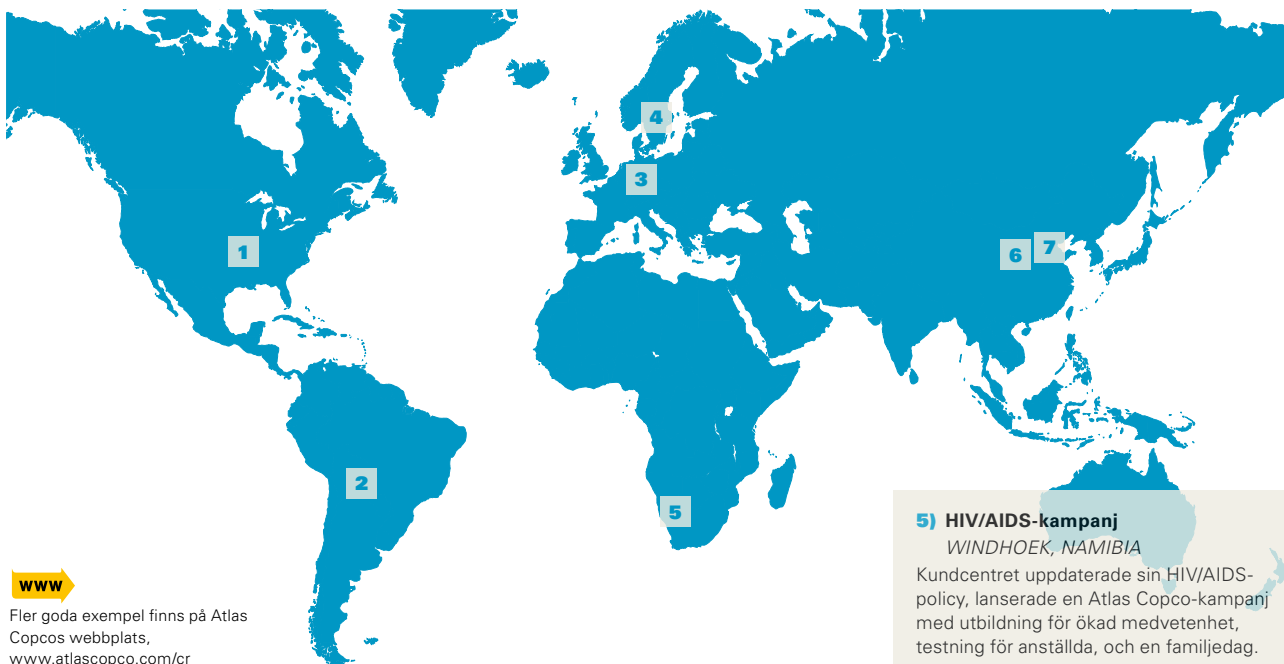 4
3
1
6
7
2
5
5) HIV/AIDS-kampanj
WINDHOEK, NAMIBIA
Kundcentret uppdaterade sin HIV/AIDS-
policy, lanserade en Atlas Copco-kampanj
med utbildning för ökad medvetenhet,
testning för anställda, och en familjedag.
www
Fler goda exempel finns på Atlas
Copcos webbplats,
www.atlascopco.com/cr